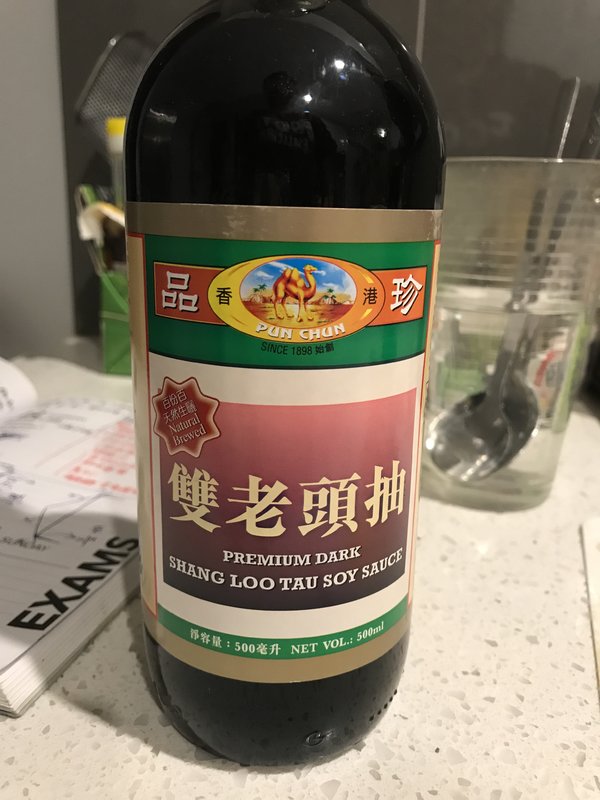 品 香 港 珍
PUN CHUN
SINCE 1898 始創
百份百
天然生曬
Natural
Brewed
雙老頭抽
PREMIUM DARK
SHANG LOO TAU SOY SAUCE
淨容量：500毫升 NET VOL.: 500ml
SUNDAY
EXAMS